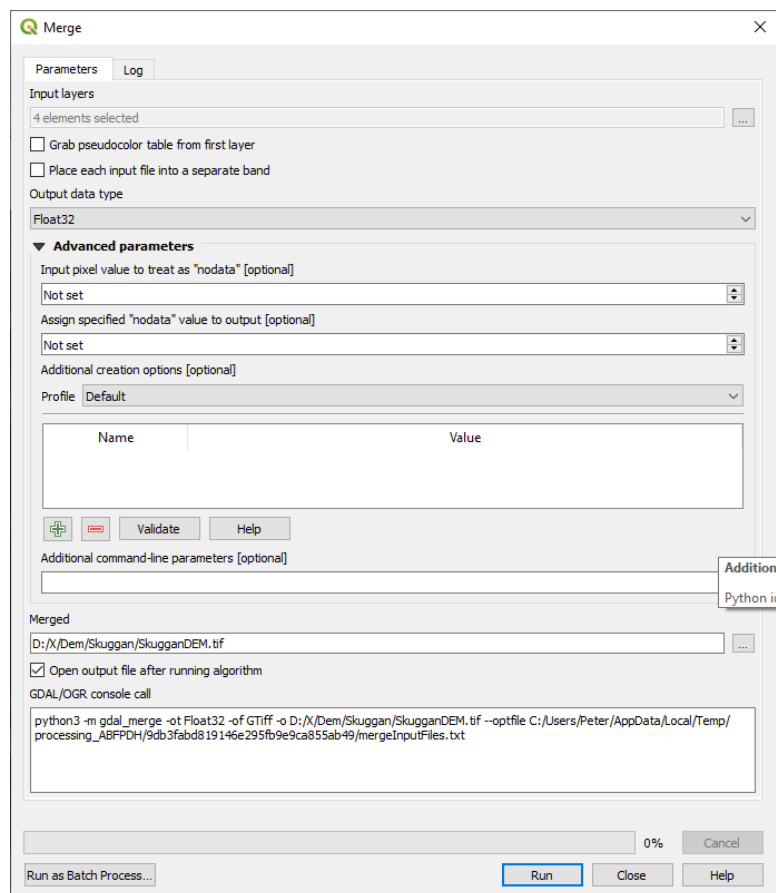 Merge
Parameters
Log
Input layers
4 elements selected
...
Grab pseudocolor table from first layer
Place each input file into a separate band
Output data type
Float32
Advanced parameters
Input pixel value to treat as "nodata" [optional]
Not set
Assign specified "nodata" value to output [optional]
Not set
Additional creation options [optional]
Profile Default
Name Value
Validate Help
Additional command-line parameters [optional]
Addition
Python
Merged
D:/X/Dem/Skuggan/SkugganDEM.tif
...
Open output file after running algorithm
GDAL/OGR console call
python3 -m gdal_merge -ot Float32 -of GTiff -o D:/X/Dem/Skuggan/SkugganDEM.tif --optfile C:/Users/Peter/AppData/Local/Temp/
processing_ABFPDH/9db3fabd819146e295fb9e9ca855ab49/mergeInputFiles.txt
0% Cancel
Run as Batch Process... Run Close Help